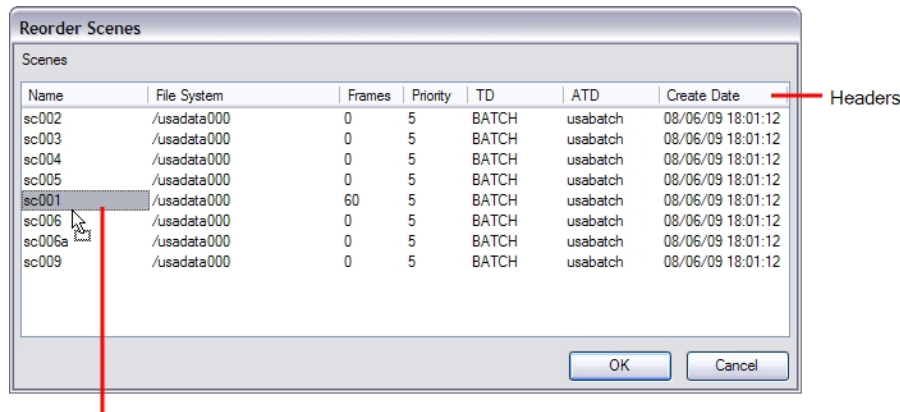 Reorder Scenes
Scenes
Name File System Frames Priority TD ATD Create Date Headers
sc002 /usadata000 0 5 BATCH usabatch 08/06/09 18:01:12
sc003 /usadata000 0 5 BATCH usabatch 08/06/09 18:01:12
sc004 /usadata000 0 5 BATCH usabatch 08/06/09 18:01:12
sc005 /usadata000 0 5 BATCH usabatch 08/06/09 18:01:12
sc001 /usadata000 60 5 BATCH usabatch 08/06/09 18:01:12
sc006 /usadata000 0 5 BATCH usabatch 08/06/09 18:01:12
sc006a /usadata000 0 5 BATCH usabatch 08/06/09 18:01:12
sc009 /usadata000 0 5 BATCH usabatch 08/06/09 18:01:12
OK Cancel